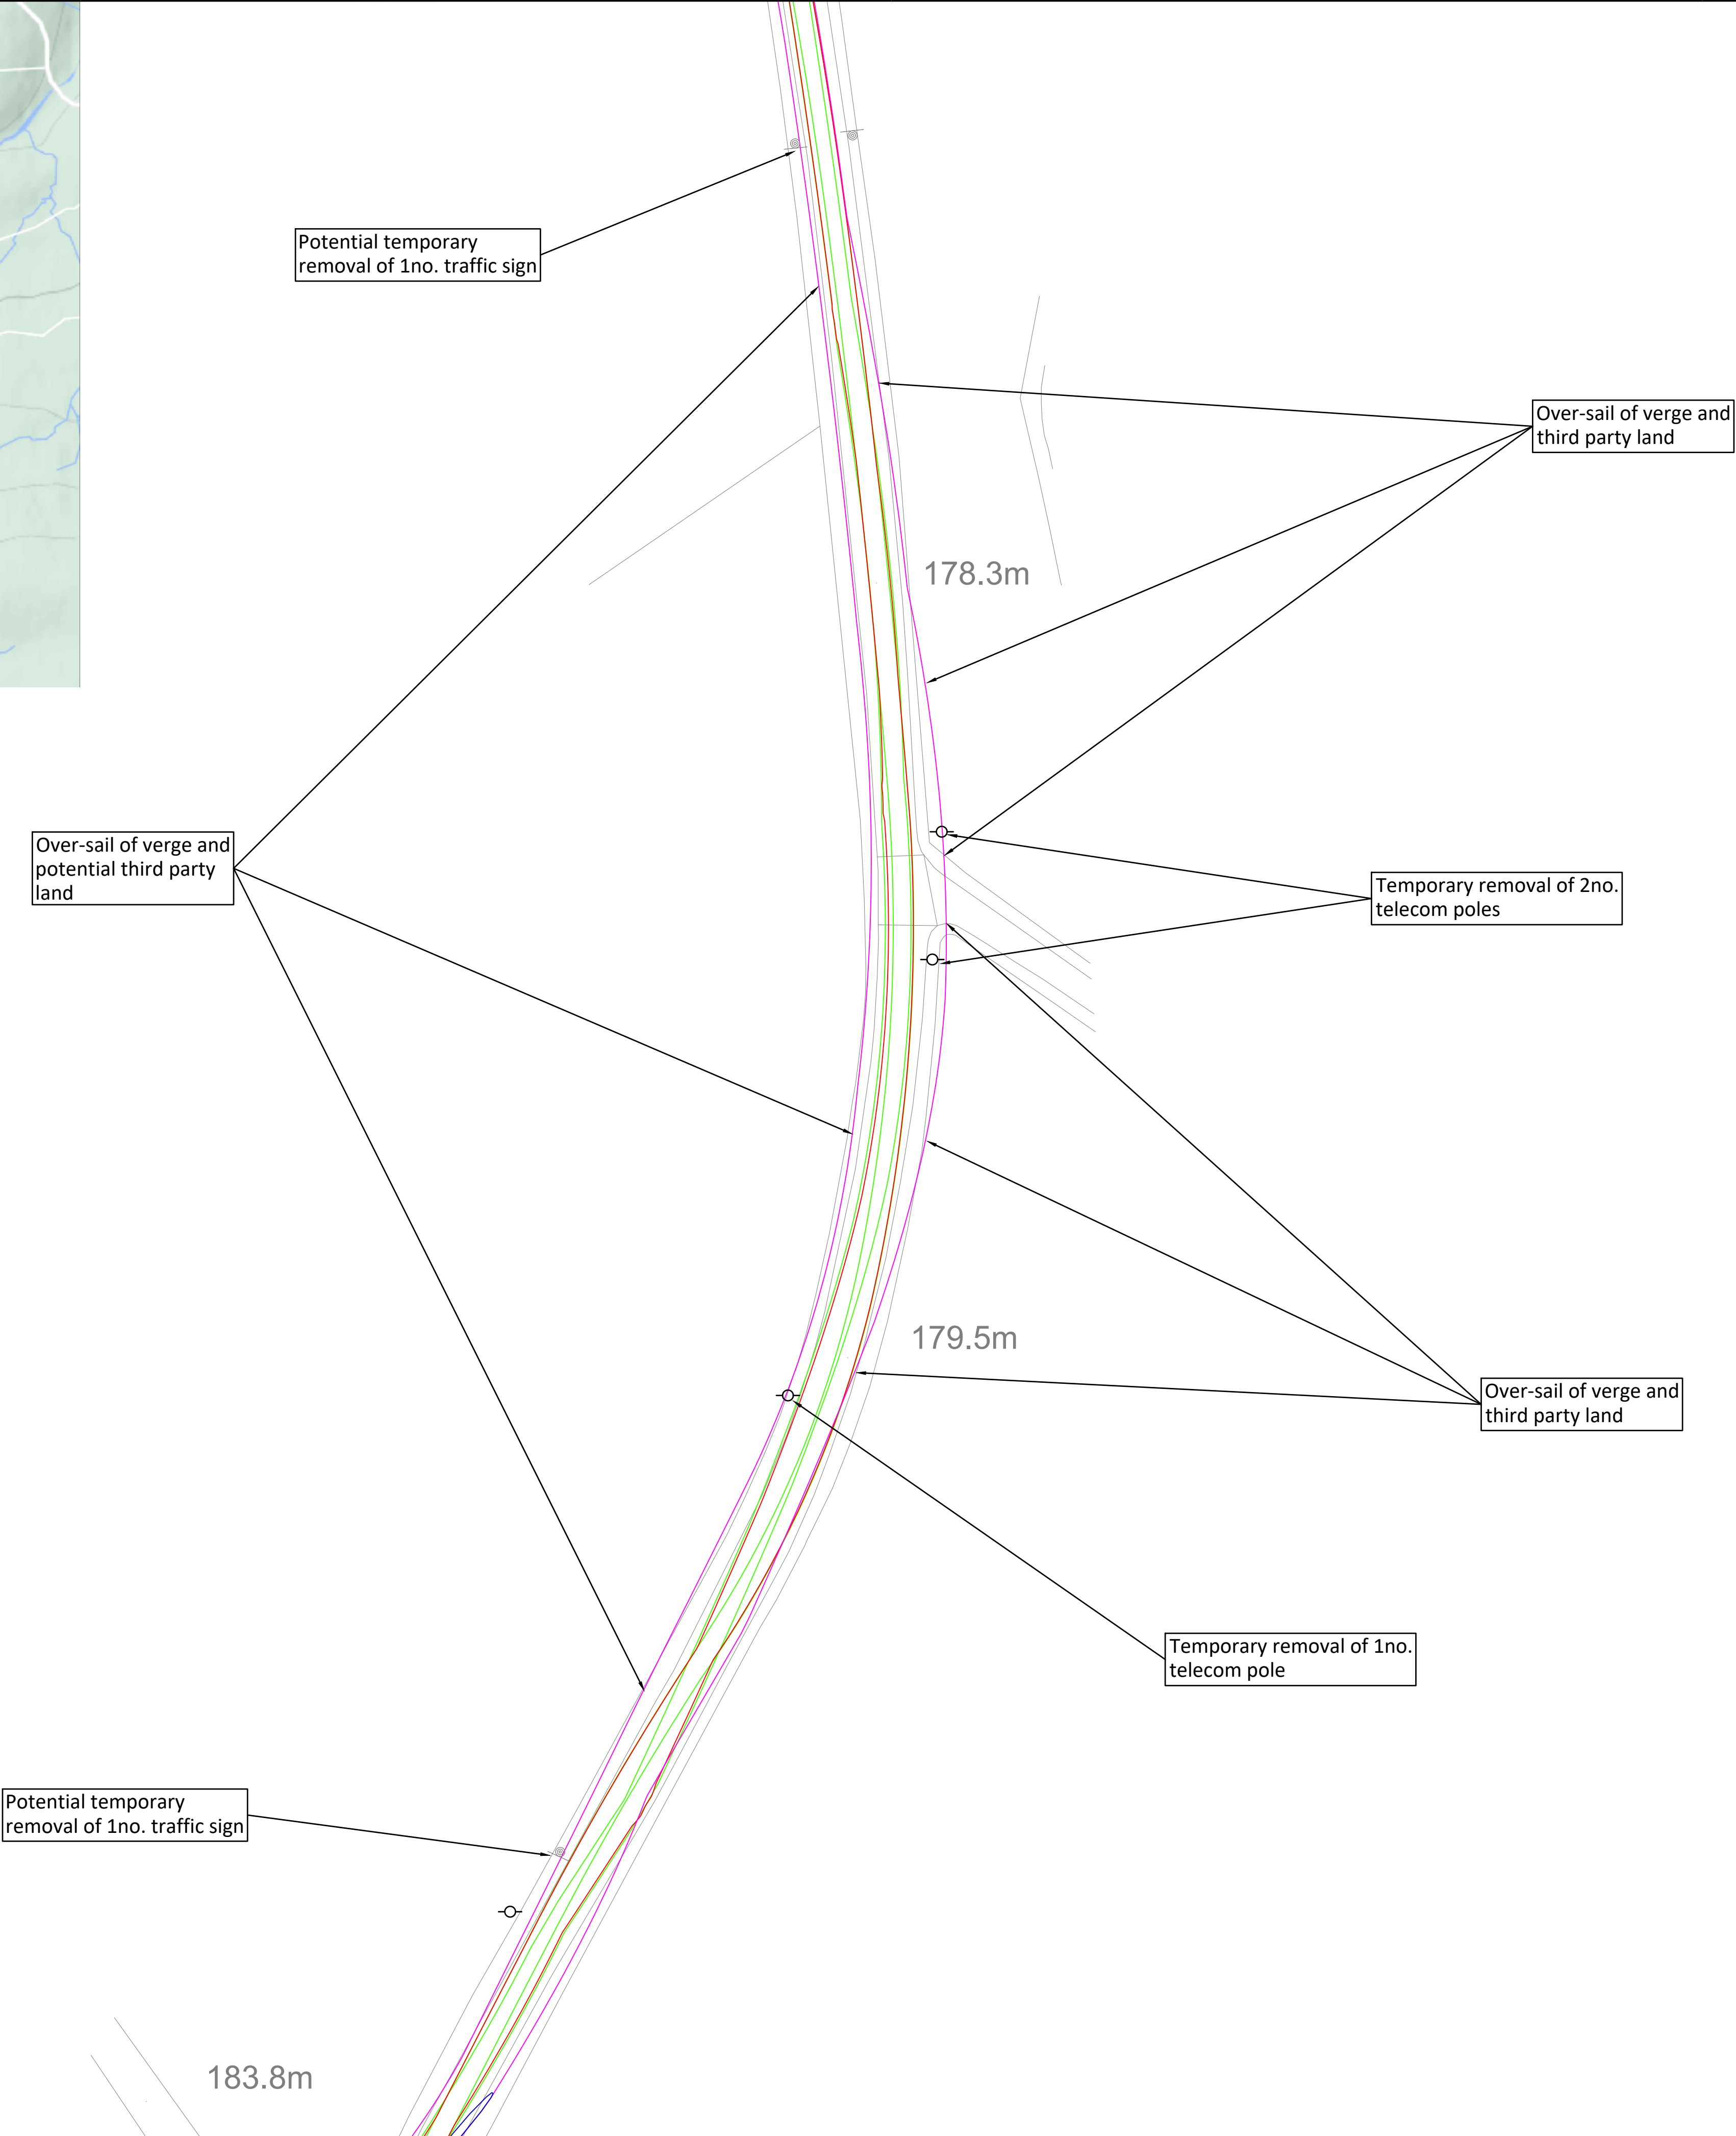 Potential temporary
removal of 1no. traffic sign
Over-sail of verge and
third party land
178.3m
Over-sail of verge and
potential third party
land
Temporary removal of 2no.
telecom poles
179.5m
Over-sail of verge and
third party land
Temporary removal of 1no.
telecom pole
Potential temporary
removal of 1no. traffic sign
183.8m